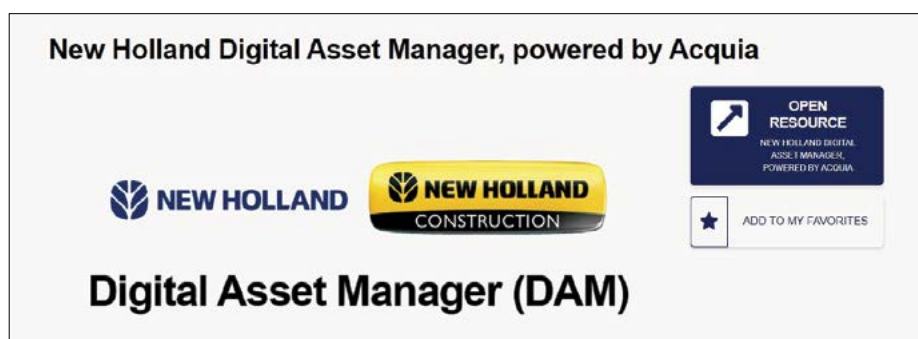 New Holland Digital Asset Manager, powered by Acquia
OPEN
RESOURCE
NEW HOLLAND DIGITAL
ASSET MANAGER,
POWERED BY ACQUIA
NEW HOLLAND
NEW HOLLAND
CONSTRUCTION
ADD TO MY FAVORITES
Digital Asset Manager (DAM)